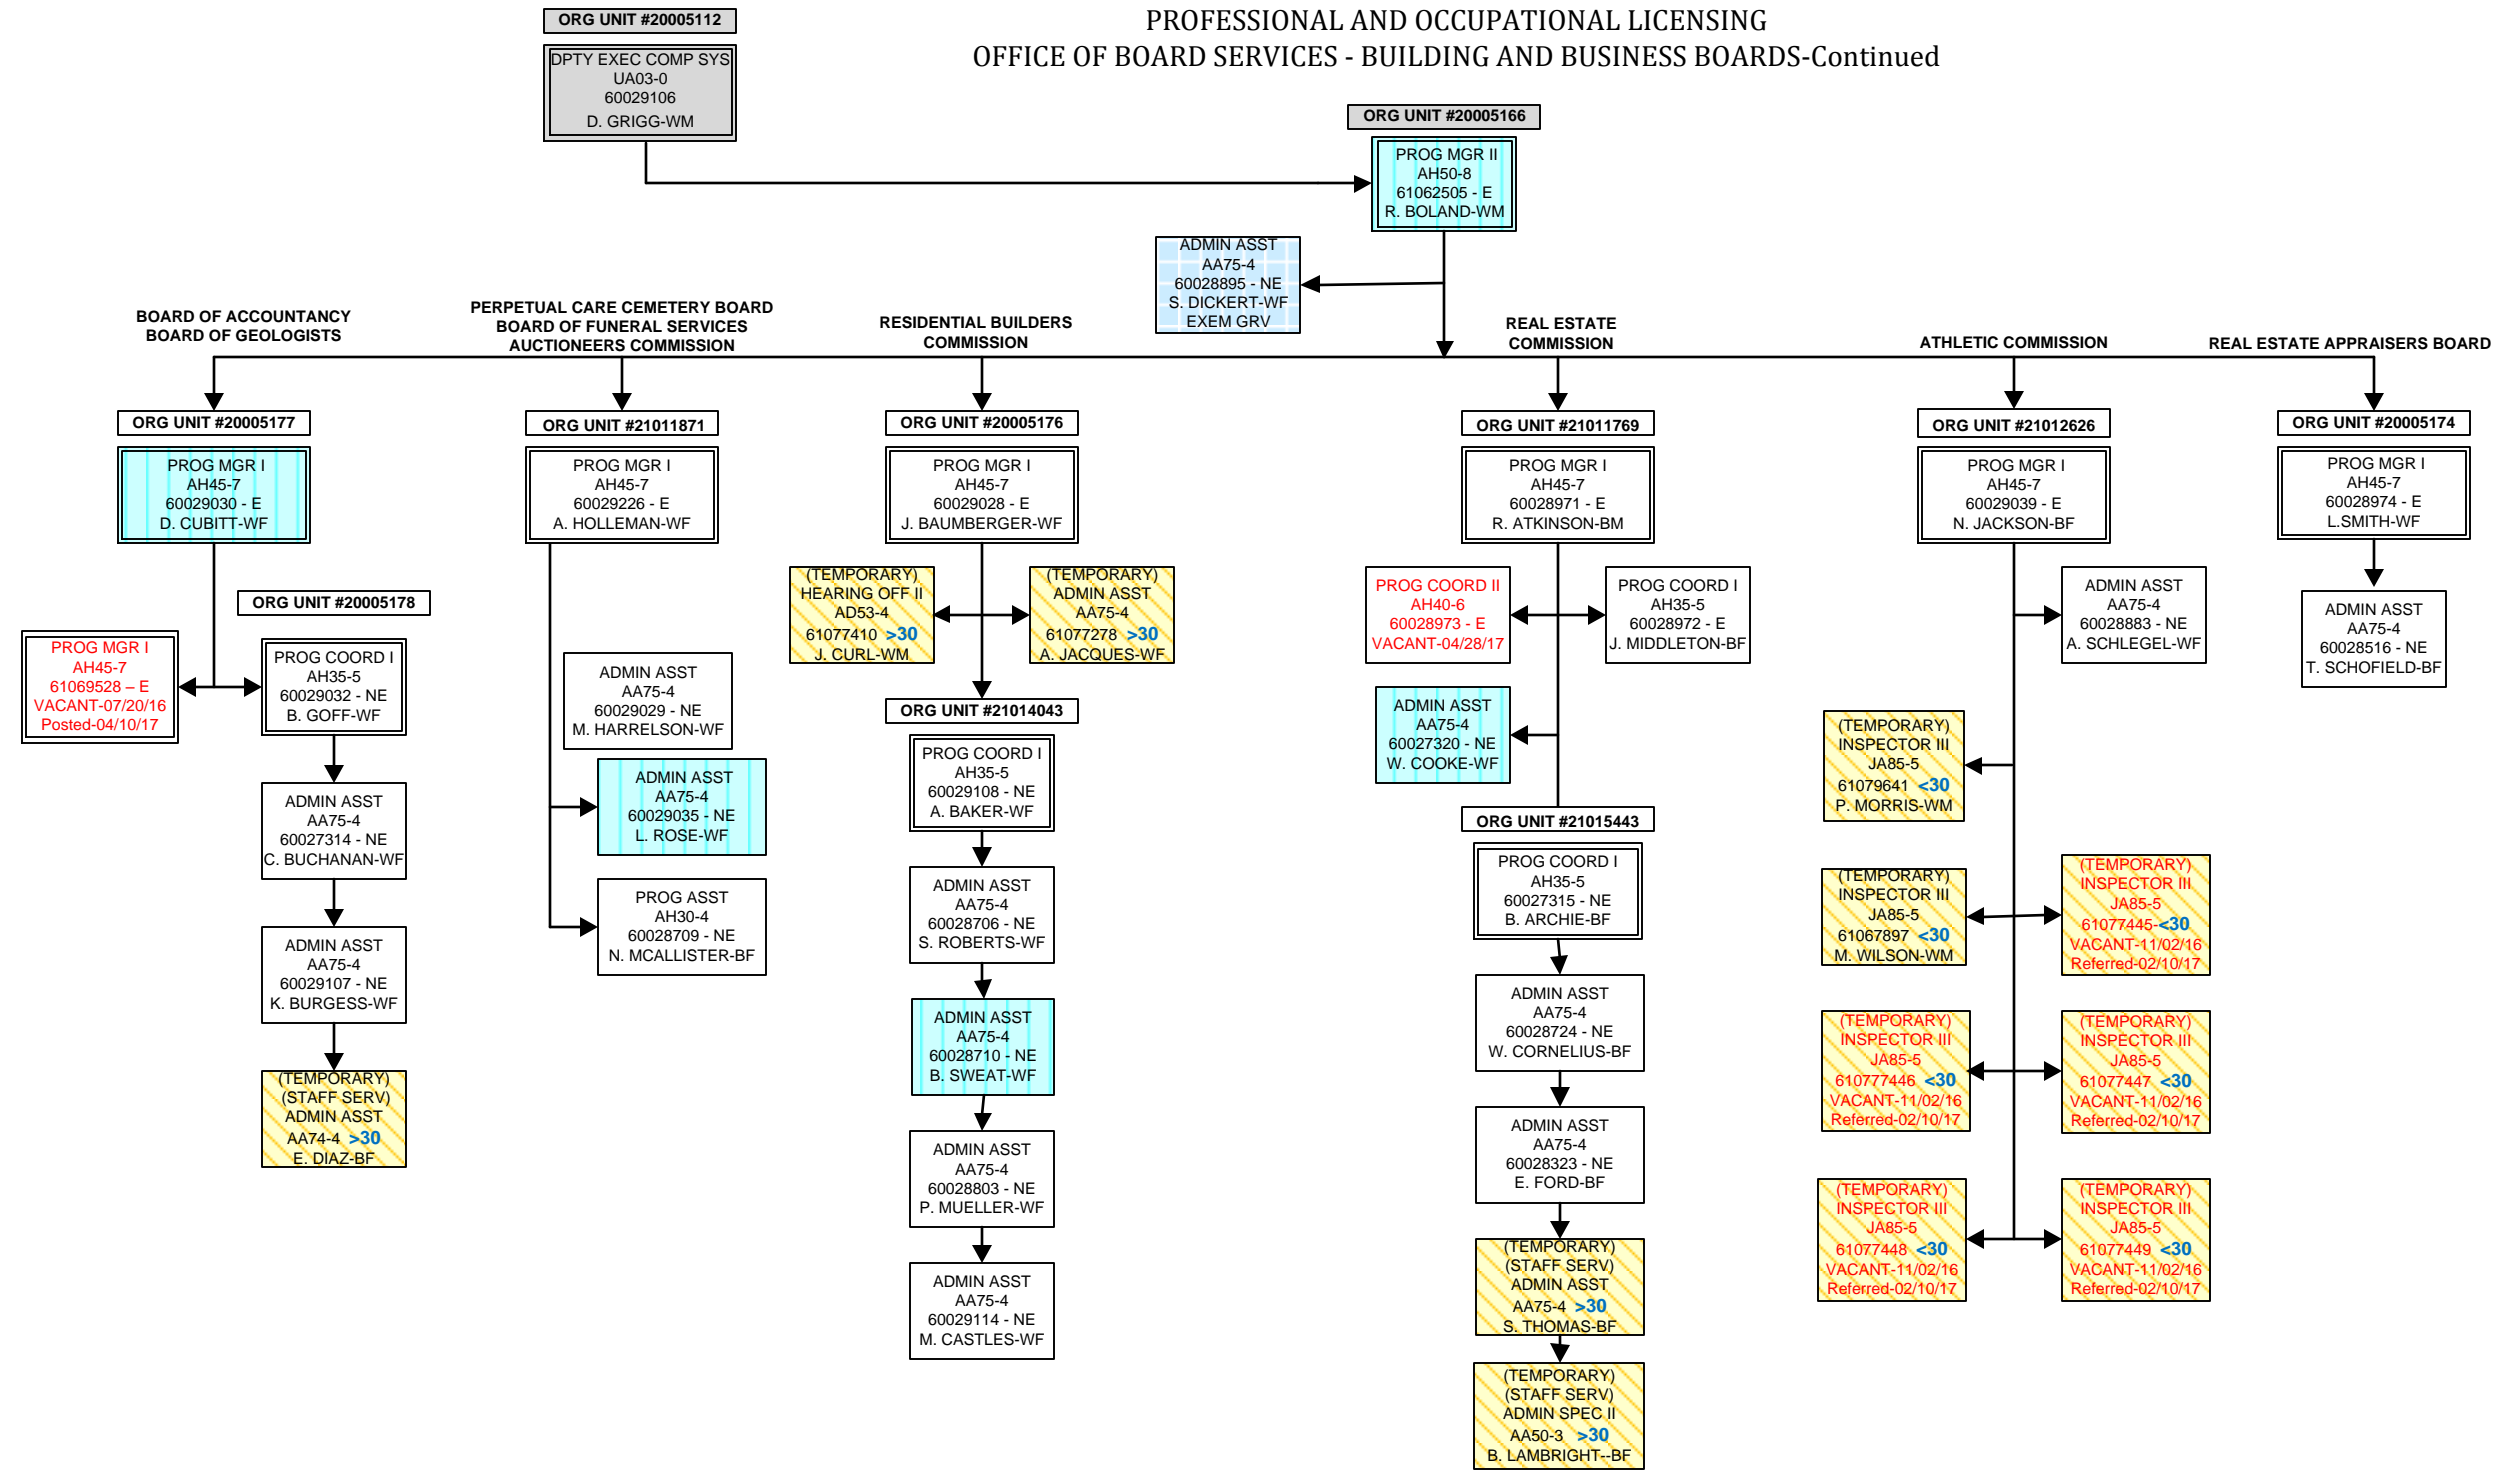 PROFESSIONAL AND OCCUPATIONAL LICENSING
OFFICE OF BOARD SERVICES - BUILDING AND BUSINESS BOARDS-Continued
ORG UNIT #20005112
DPTY EXEC COMP SYS
UA03-0
60029106
D. GRIGG-WM
ORG UNIT #20005166
PROG MGR II
AH50-8
61062505 - E
R. BOLAND-WM
ADMIN ASST
AA75-4
60028895 - NE
S. DICKERT-WF
EXEM GRV
BOARD OF ACCOUNTANCY
BOARD OF GEOLOGISTS
ORG UNIT #20005177
PROG MGR I
AH45-7
60029030 - E
D. CUBITT-WF
PROG MGR I
AH45-7
61069528 – E
VACANT-07/20/16
Posted-04/10/17
ORG UNIT #20005178
PROG COORD I
AH35-5
60029032 - NE
B. GOFF-WF
ADMIN ASST
AA75-4
60027314 - NE
C. BUCHANAN-WF
ADMIN ASST
AA75-4
60029107 - NE
K. BURGESS-WF
(TEMPORARY)
(STAFF SERV)
ADMIN ASST
AA74-4 >30
E. DIAZ-BF
PERPETUAL CARE CEMETERY BOARD
BOARD OF FUNERAL SERVICES
AUCTIONEERS COMMISSION
ORG UNIT #21011871
PROG MGR I
AH45-7
60029226 - E
A. HOLLEMAN-WF
ADMIN ASST
AA75-4
60029029 - NE
M. HARRELSON-WF
ADMIN ASST
AA75-4
60029035 - NE
L. ROSE-WF
PROG ASST
AH30-4
60028709 - NE
N. MCALLISTER-BF
RESIDENTIAL BUILDERS
COMMISSION
ORG UNIT #20005176
PROG MGR I
AH45-7
60029028 - E
J. BAUMBERGER-WF
(TEMPORARY)
HEARING OFF II
AD53-4
61077410 >30
J. CURL-WM
(TEMPORARY)
ADMIN ASST
AA75-4
61077278 >30
A. JACQUES-WF
ORG UNIT #21014043
PROG COORD I
AH35-5
60029108 - NE
A. BAKER-WF
ADMIN ASST
AA75-4
60028706 - NE
S. ROBERTS-WF
ADMIN ASST
AA75-4
60028710 - NE
B. SWEAT-WF
ADMIN ASST
AA75-4
60028803 - NE
P. MUELLER-WF
ADMIN ASST
AA75-4
60029114 - NE
M. CASTLES-WF
REAL ESTATE
COMMISSION
ORG UNIT #21011769
PROG MGR I
AH45-7
60028971 - E
R. ATKINSON-BM
PROG COORD II
AH40-6
60028973 - E
VACANT-04/28/17
PROG COORD I
AH35-5
60028972 - E
J. MIDDLETON-BF
ADMIN ASST
AA75-4
60027320 - NE
W. COOKE-WF
ORG UNIT #21015443
PROG COORD I
AH35-5
60027315 - NE
B. ARCHIE-BF
ADMIN ASST
AA75-4
60028724 - NE
W. CORNELIUS-BF
ADMIN ASST
AA75-4
60028323 - NE
E. FORD-BF
(TEMPORARY)
(STAFF SERV)
ADMIN ASST
AA75-4 >30
S. THOMAS-BF
(TEMPORARY)
(STAFF SERV)
ADMIN SPEC II
AA50-3 >30
B. LAMBRIGHT--BF
ATHLETIC COMMISSION
ORG UNIT #21012626
PROG MGR I
AH45-7
60029039 - E
N. JACKSON-BF
ADMIN ASST
AA75-4
60028883 - NE
A. SCHLEGEL-WF
(TEMPORARY)
INSPECTOR III
JA85-5
61079641 <30
P. MORRIS-WM
(TEMPORARY)
INSPECTOR III
JA85-5
61067897 <30
M. WILSON-WM
(TEMPORARY)
INSPECTOR III
JA85-5
61077445-<30
VACANT-11/02/16
Referred-02/10/17
(TEMPORARY)
INSPECTOR III
JA85-5
610777446 <30
VACANT-11/02/16
Referred-02/10/17
(TEMPORARY)
INSPECTOR III
JA85-5
61077447 <30
VACANT-11/02/16
Referred-02/10/17
(TEMPORARY)
INSPECTOR III
JA85-5
61077448 <30
VACANT-11/02/16
Referred-02/10/17
(TEMPORARY)
INSPECTOR III
JA85-5
61077449 <30
VACANT-11/02/16
Referred-02/10/17
REAL ESTATE APPRAISERS BOARD
ORG UNIT #20005174
PROG MGR I
AH45-7
60028974 - E
L.SMITH-WF
ADMIN ASST
AA75-4
60028516 - NE
T. SCHOFIELD-BF